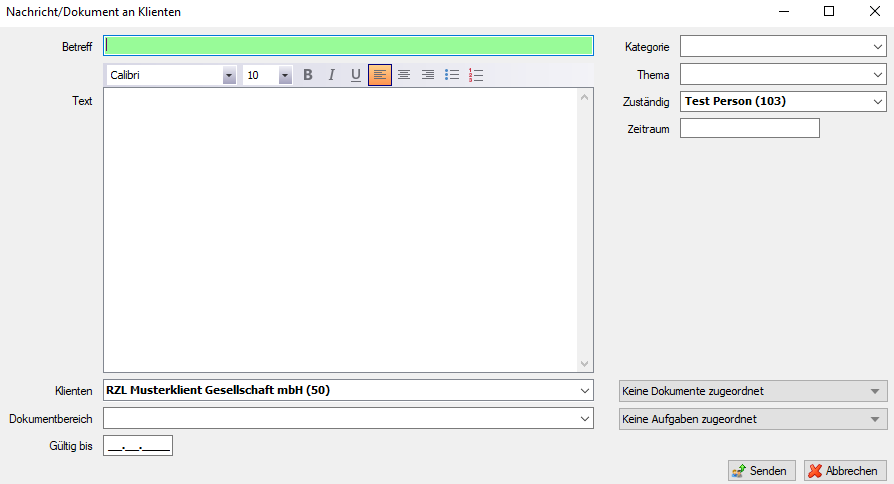 Nachricht/Dokument an Klienten
Betreff
Kategorie
Calibri 10 B I U
Thema
Text
Zuständig Test Person (103)
Zeitraum
Klienten RZL Musterklient Gesellschaft mbH (50)
Keine Dokumente zugeordnet
Dokumentbereich
Keine Aufgaben zugeordnet
Gültig bis __.__.____
Senden Abbrechen